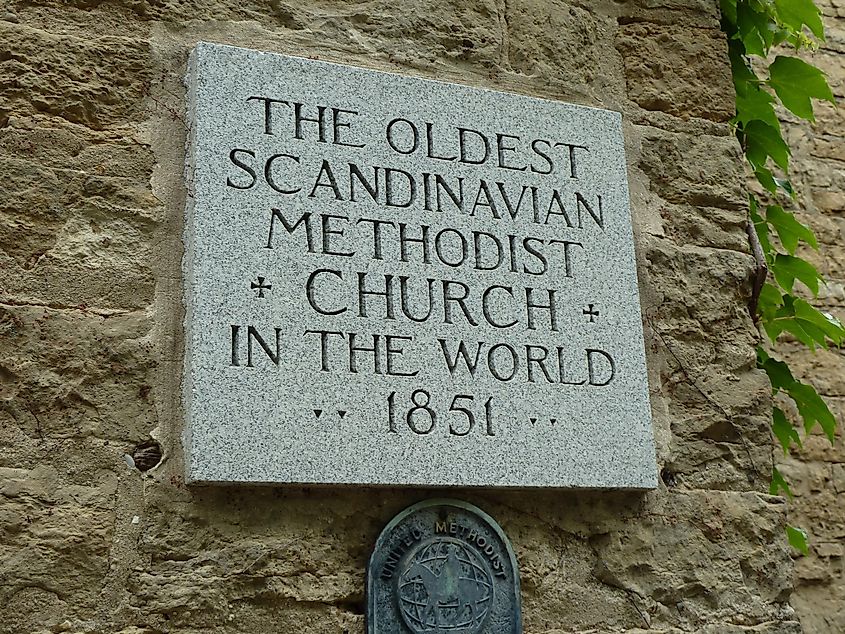 THE OLDEST
SCANDINAVIAN
METHODIST
CHURCH
IN THE WORLD
1851
UNITED METHODIST